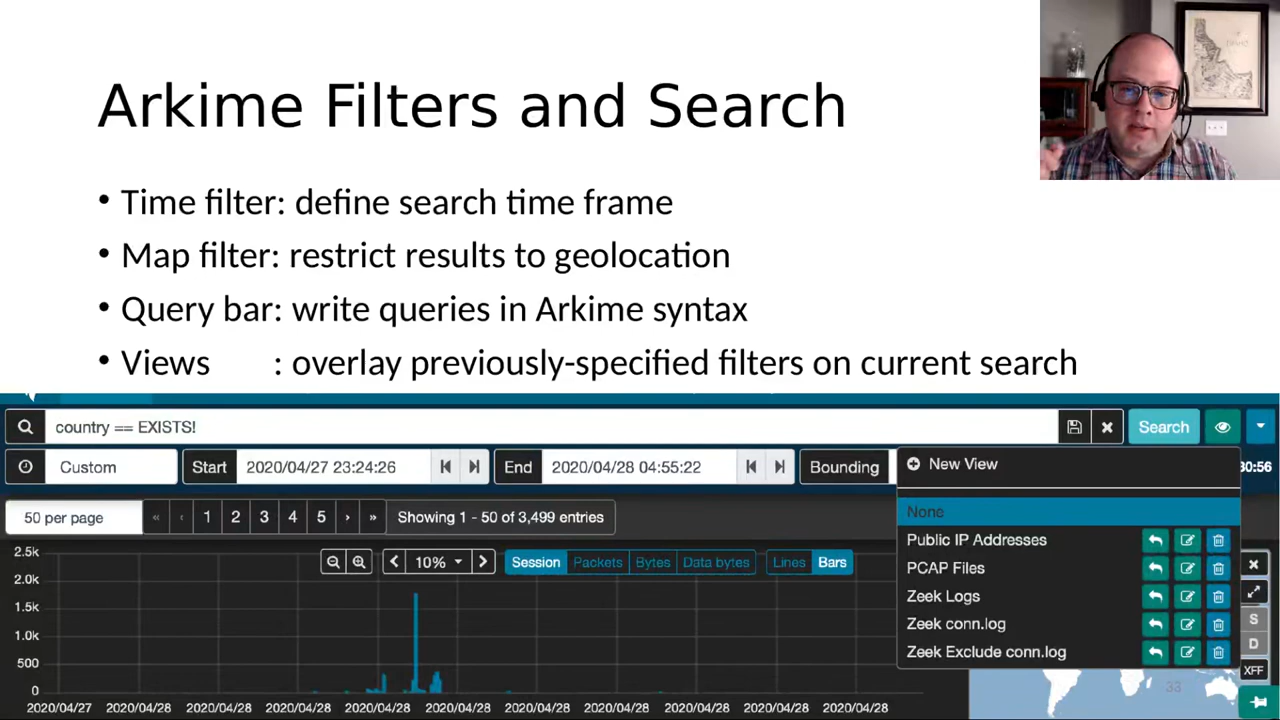 Arkime Filters and Search
• Time filter: define search time frame
• Map filter: restrict results to geolocation
• Query bar: write queries in Arkime syntax
• Views : overlay previously-specified filters on current search
country == EXISTS!
Search
Custom
Start 2020/04/27 23:24:26
End 2020/04/28 04:55:22
Bounding
30:56
New View
None
Public IP Addresses
PCAP Files
Zeek Logs
Zeek conn.log
Zeek Exclude conn.log
50 per page
« ‹ 1 2 3 4 5 › »
Showing 1 - 50 of 3,499 entries
10%
Session Packets Bytes Data bytes
Lines Bars
2.5k
2.0k
1.5k
1.0k
500
0
2020/04/27 2020/04/28 2020/04/28 2020/04/28 2020/04/28 2020/04/28 2020/04/28 2020/04/28 2020/04/28 2020/04/28 2020/04/28
S
D
XFF
33